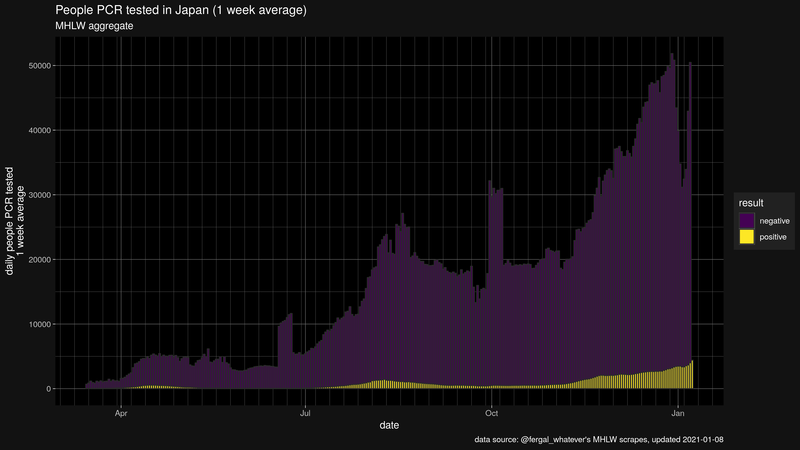 People PCR tested in Japan (1 week average)
MHLW aggregate
daily people PCR tested
1 week average
50000
40000
30000
20000
10000
0
Apr
Jul
Oct
Jan
date
result
negative
positive
data source: @fergal_whatever's MHLW scrapes, updated 2021-01-08